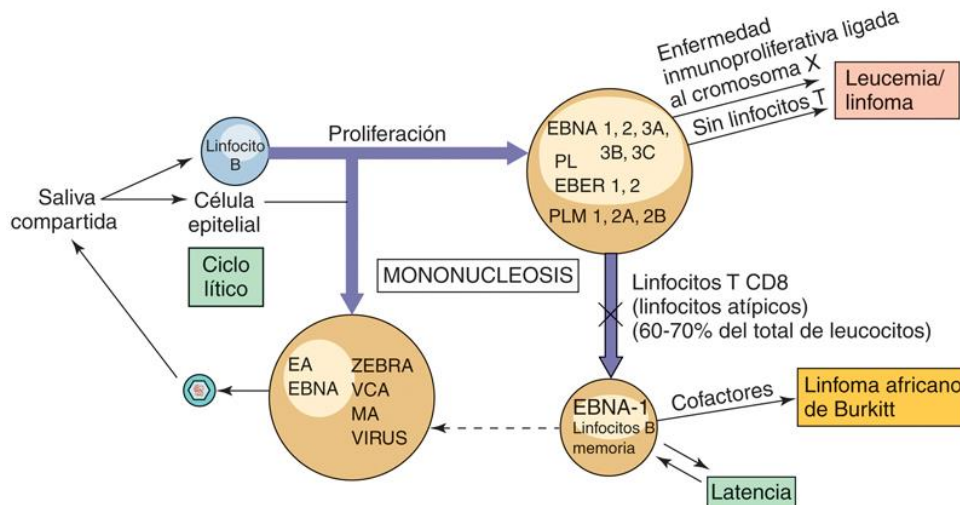 Enfermedad
inmunoproliferativa ligada
al cromosoma X
Sin linfocitos T
Leucemia/
linfoma
Linfocito
B
Proliferación
EBNA 1, 2, 3A,
3B, 3C
PL
EBER 1, 2
PLM 1, 2A, 2B
Saliva
compartida
Célula
epitelial
Ciclo
lítico
MONONUCLEOSIS
Linfocitos T CD8
(linfocitos atípicos)
(60-70% del total de leucocitos)
EA
EBNA
ZEBRA
VCA
MA
VIRUS
EBNA-1
Linfocitos B
memoria
Cofactores
Linfoma africano
de Burkitt
Latencia